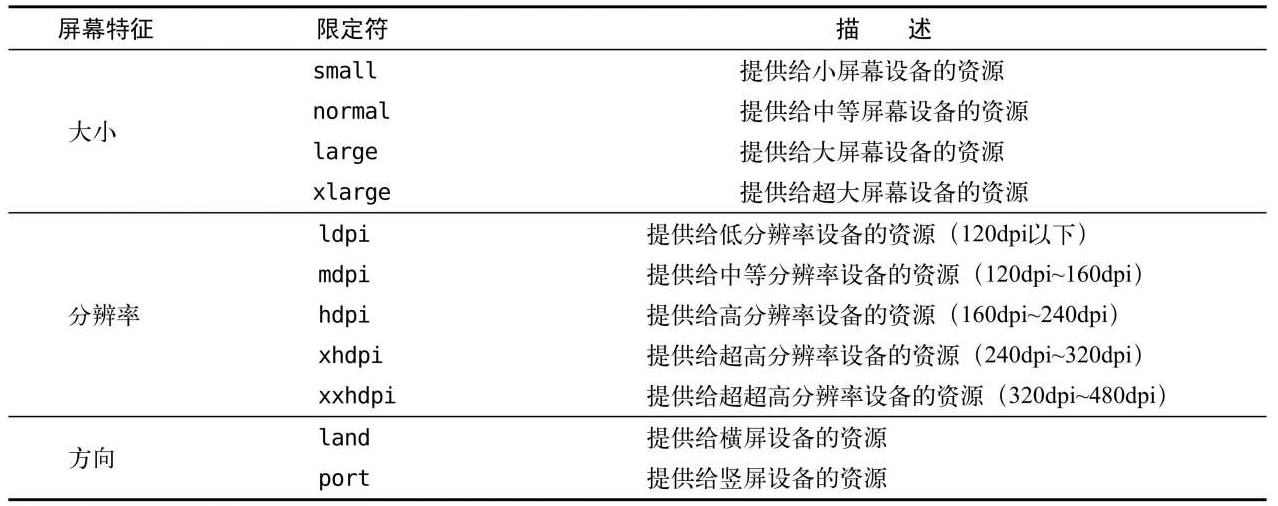 屏幕特征 限定符 描 述
大小 small 提供给小屏幕设备的资源
normal 提供给中等屏幕设备的资源
large 提供给大屏幕设备的资源
xlarge 提供给超大屏幕设备的资源
分辨率 ldpi 提供给低分辨率设备的资源（120dpi以下）
mdpi 提供给中等分辨率设备的资源（120dpi~160dpi）
hdpi 提供给高分辨率设备的资源（160dpi~240dpi）
xhdpi 提供给超高分辨率设备的资源（240dpi~320dpi）
xxhdpi 提供给超超高分辨率设备的资源（320dpi~480dpi）
方向 land 提供给横屏设备的资源
port 提供给竖屏设备的资源